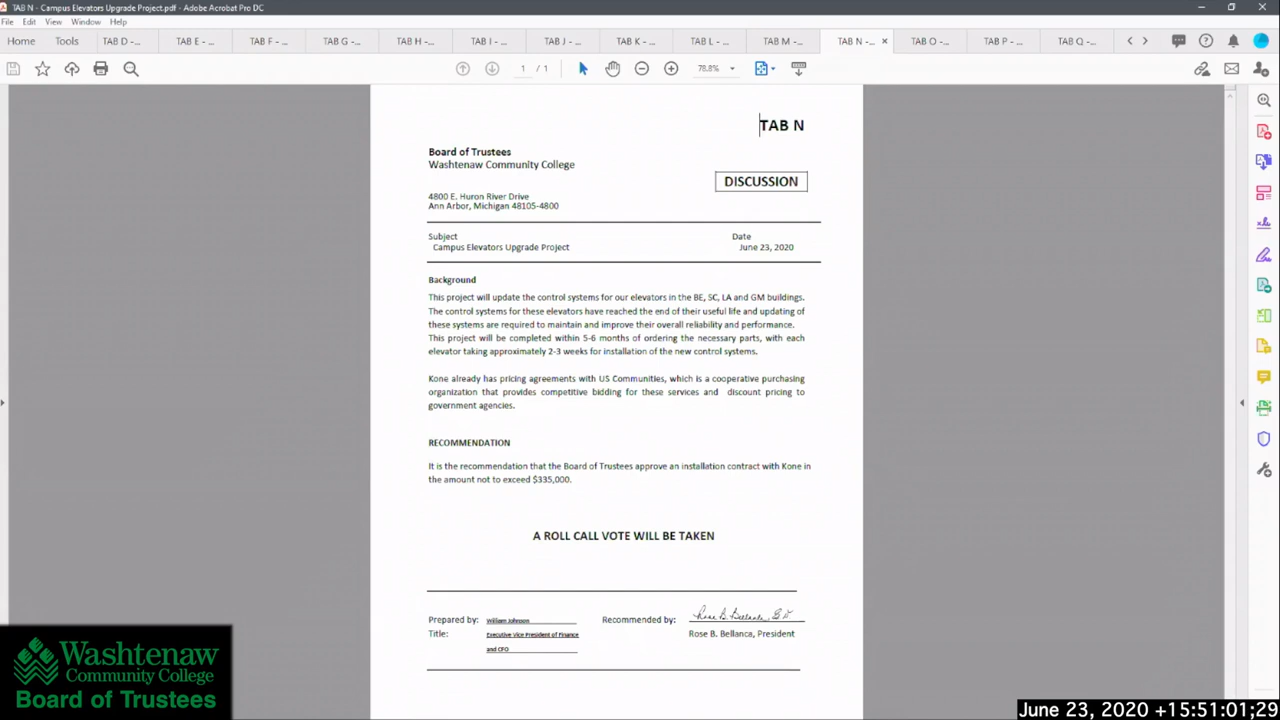 TAB N - Campus Elevators Upgrade Project.pdf - Adobe Acrobat Pro DC
File Edit View Window Help
Home Tools TAB D -... TAB E - ... TAB F - ... TAB G -... TAB H -... TAB I - ... TAB J - ... TAB K - ... TAB L - ... TAB M -... TAB N -... TAB O -... TAB P - ... TAB Q -...
1 / 1 78.8%
TAB N
Board of Trustees
Washtenaw Community College
DISCUSSION
4800 E. Huron River Drive
Ann Arbor, Michigan 48105-4800
Subject Date
Campus Elevators Upgrade Project June 23, 2020
Background
This project will update the control systems for our elevators in the BE, SC, LA and GM buildings.
The control systems for these elevators have reached the end of their useful life and updating of
these systems are required to maintain and improve their overall reliability and performance.
This project will be completed within 5-6 months of ordering the necessary parts, with each
elevator taking approximately 2-3 weeks for installation of the new control systems.
Kone already has pricing agreements with US Communities, which is a cooperative purchasing
organization that provides competitive bidding for these services and discount pricing to
government agencies.
RECOMMENDATION
It is the recommendation that the Board of Trustees approve an installation contract with Kone in
the amount not to exceed $335,000.
A ROLL CALL VOTE WILL BE TAKEN
Prepared by: William Johnson Recommended by: Rose B. Bellanca
Title: Executive Vice President of Finance Rose B. Bellanca, President
and CFO
Washtenaw
Community College
Board of Trustees
June 23, 2020 +15:51:01;29